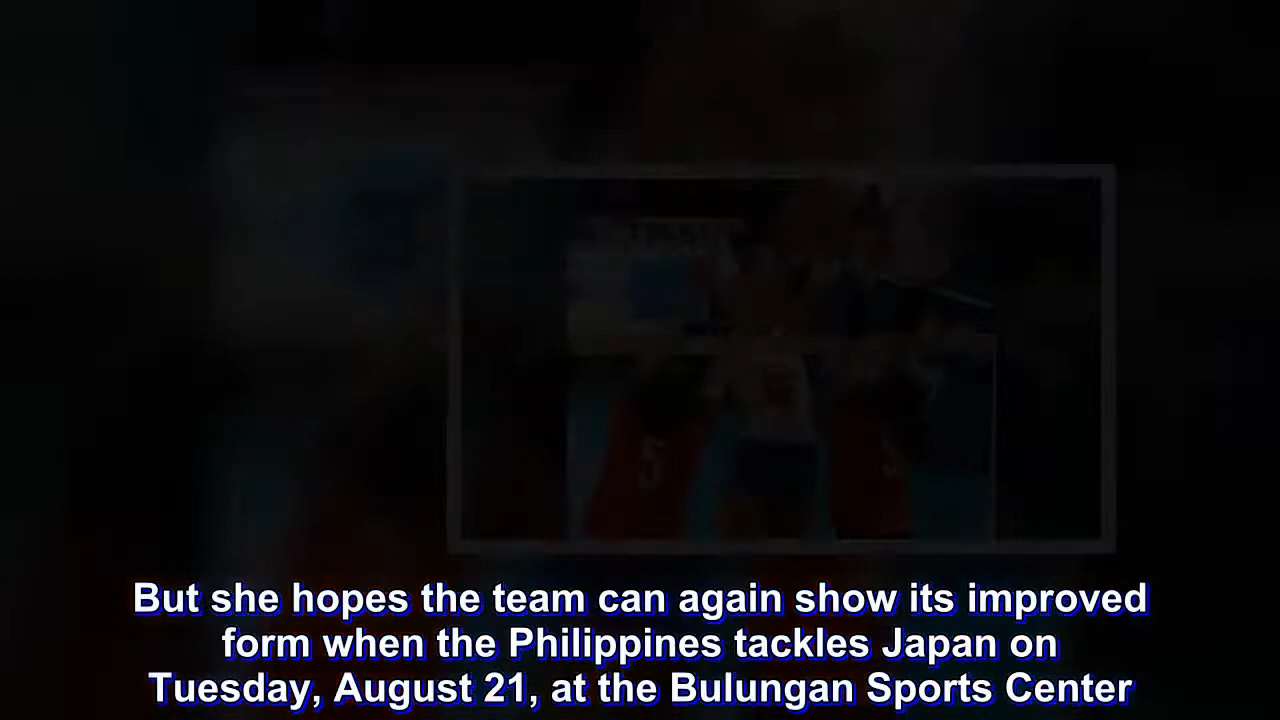 But she hopes the team can again show its improved
form when the Philippines tackles Japan on
Tuesday, August 21, at the Bulungan Sports Center
5